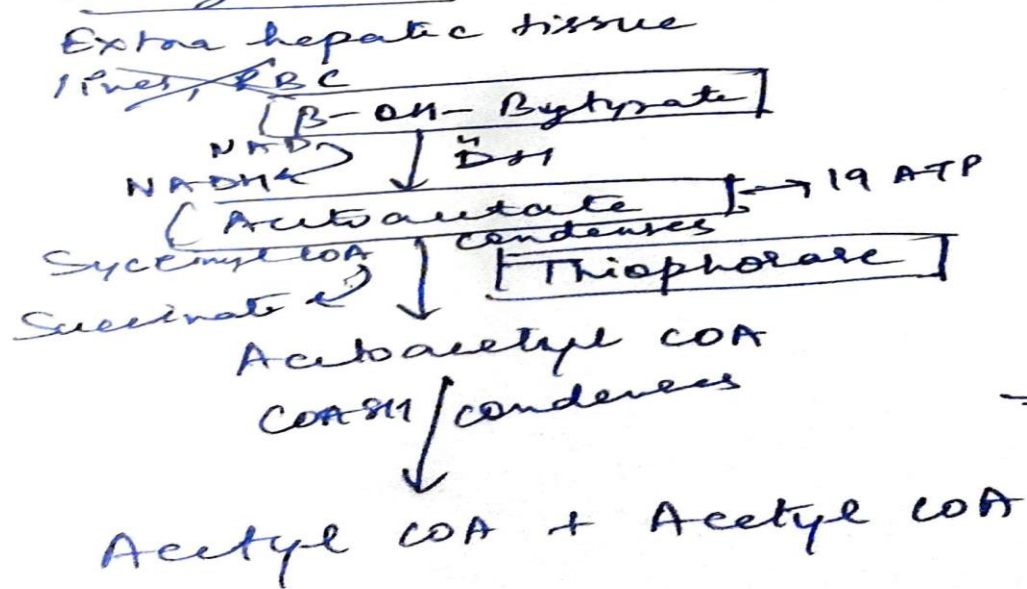 Extra hepatic tissue
liver, RBC
β-OH-Bytyrate
NAD
DH
NADH
Acetoacetate → 19 ATP
Succinyl COA condenses
Thiophorase
Succinate
Acetoacetyl COA
COASH condenses
Acetyl COA + Acetyl COA